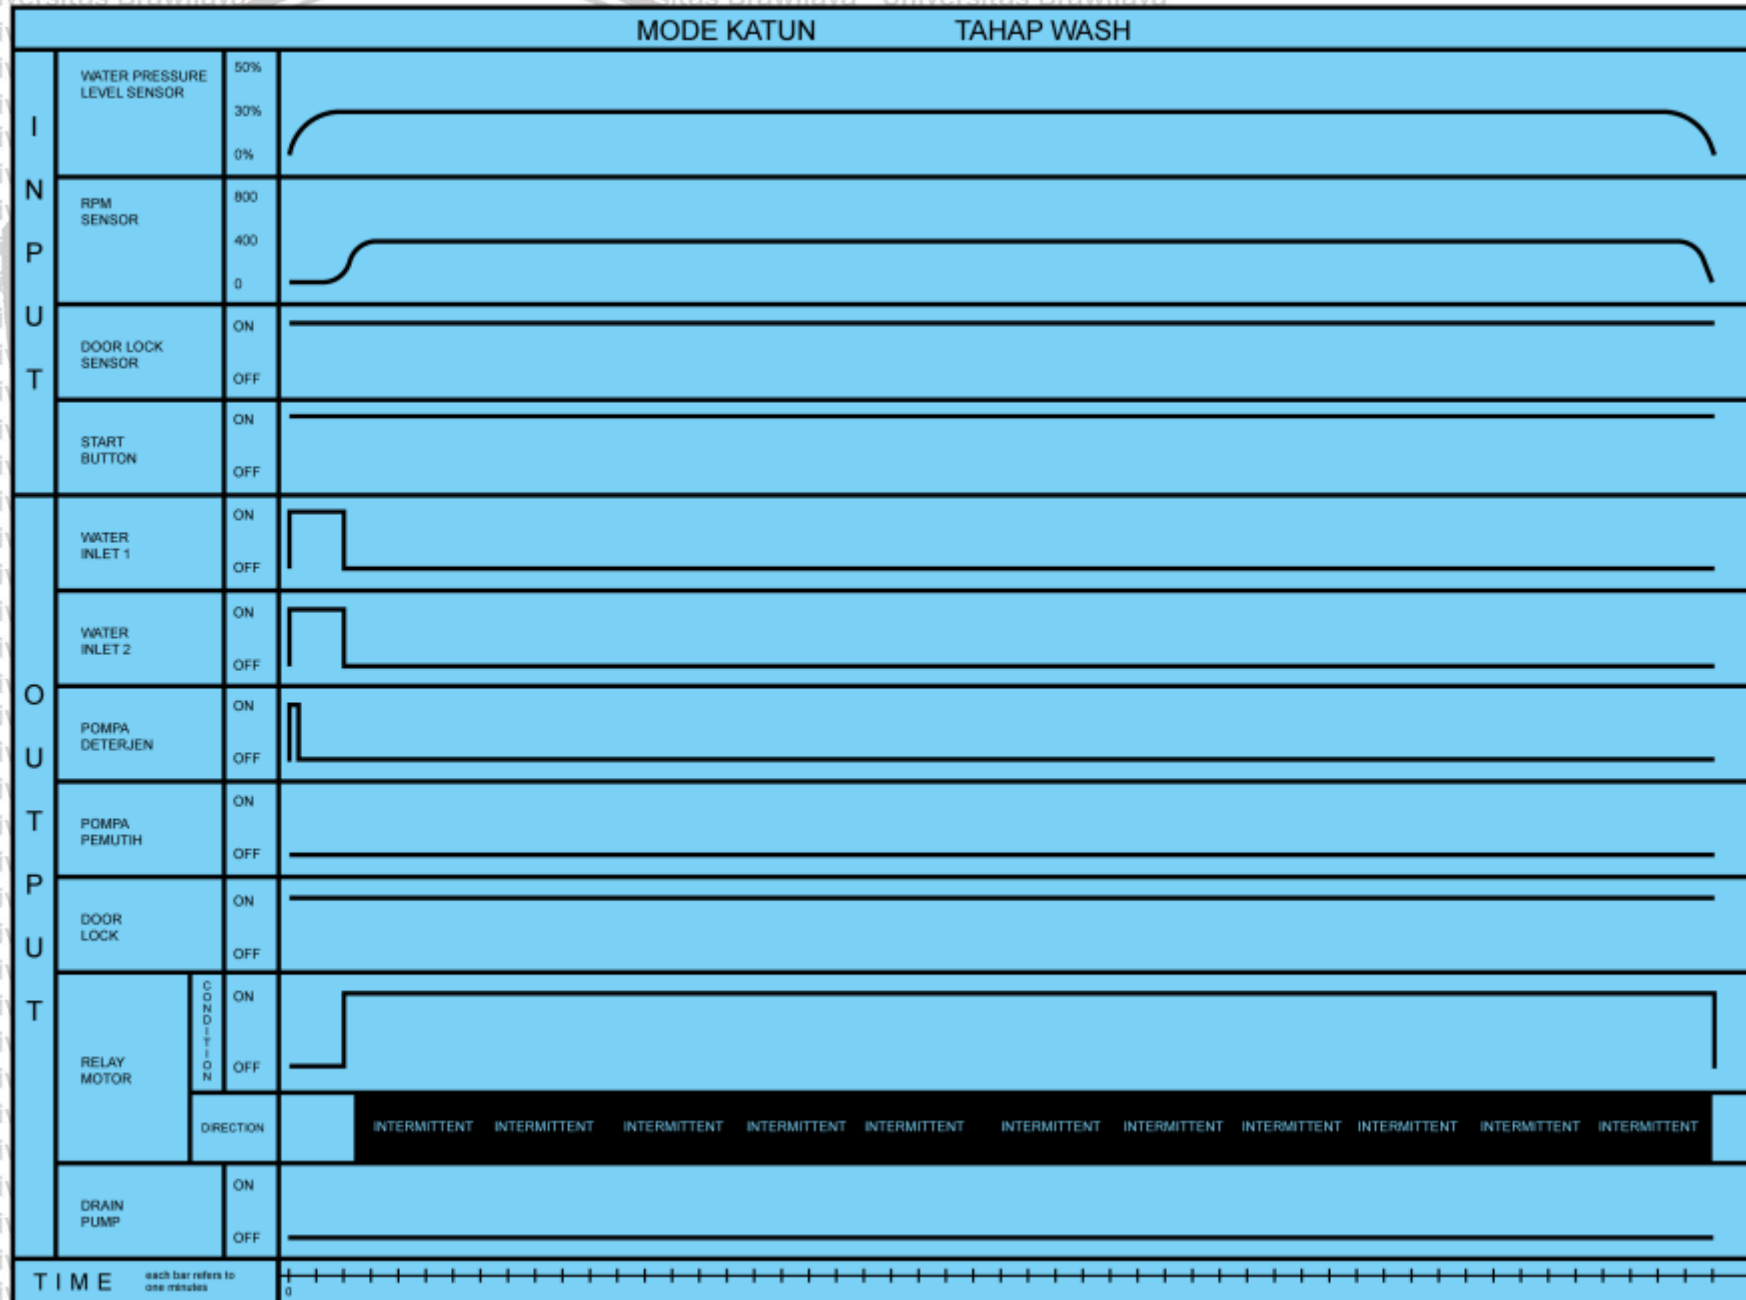 Universitas Brawijaya
MODE KATUN TAHAP WASH
INPUT
WATER PRESSURE
LEVEL SENSOR
50%
30%
0%
RPM
SENSOR
800
400
0
DOOR LOCK
SENSOR
ON
OFF
START
BUTTON
ON
OFF
OUTPUT
WATER
INLET 1
ON
OFF
WATER
INLET 2
ON
OFF
POMPA
DETERJEN
ON
OFF
POMPA
PEMUTIH
ON
OFF
DOOR
LOCK
ON
OFF
RELAY
MOTOR
CONDITION
ON
OFF
DIRECTION
INTERMITTENT INTERMITTENT INTERMITTENT INTERMITTENT INTERMITTENT INTERMITTENT INTERMITTENT INTERMITTENT INTERMITTENT INTERMITTENT INTERMITTENT
DRAIN
PUMP
ON
OFF
TIME
each bar refers to
one minutes
0